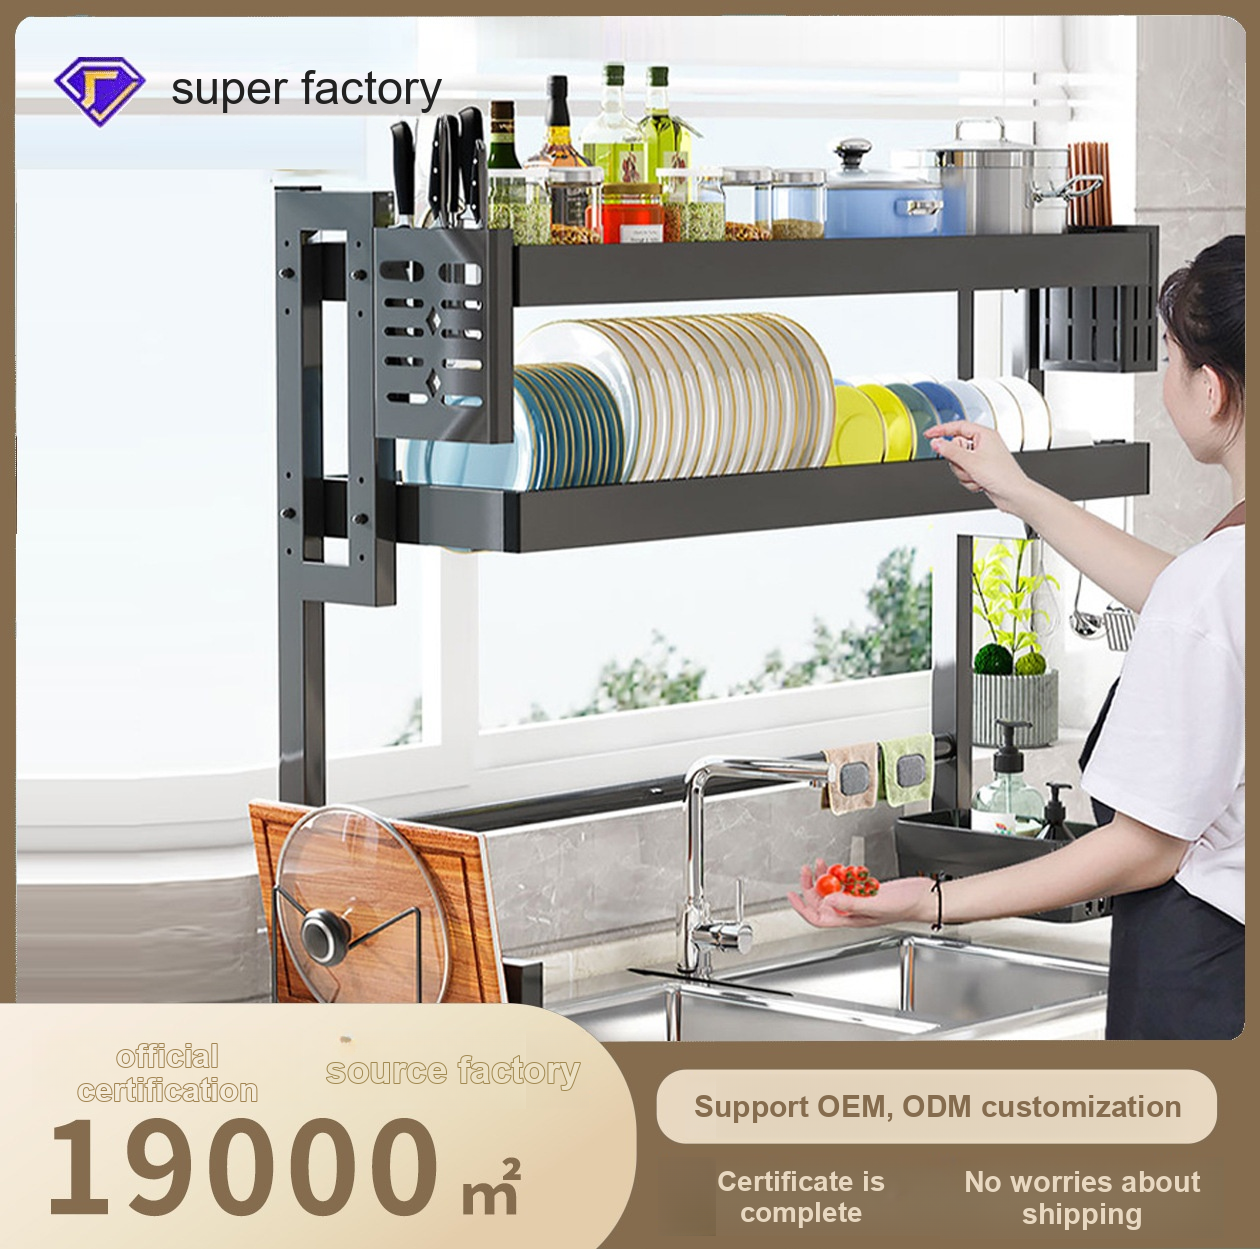 super factory
official
certification
source factory
19000 m²
Support OEM, ODM customization
Certificate is
complete
No worries about
shipping